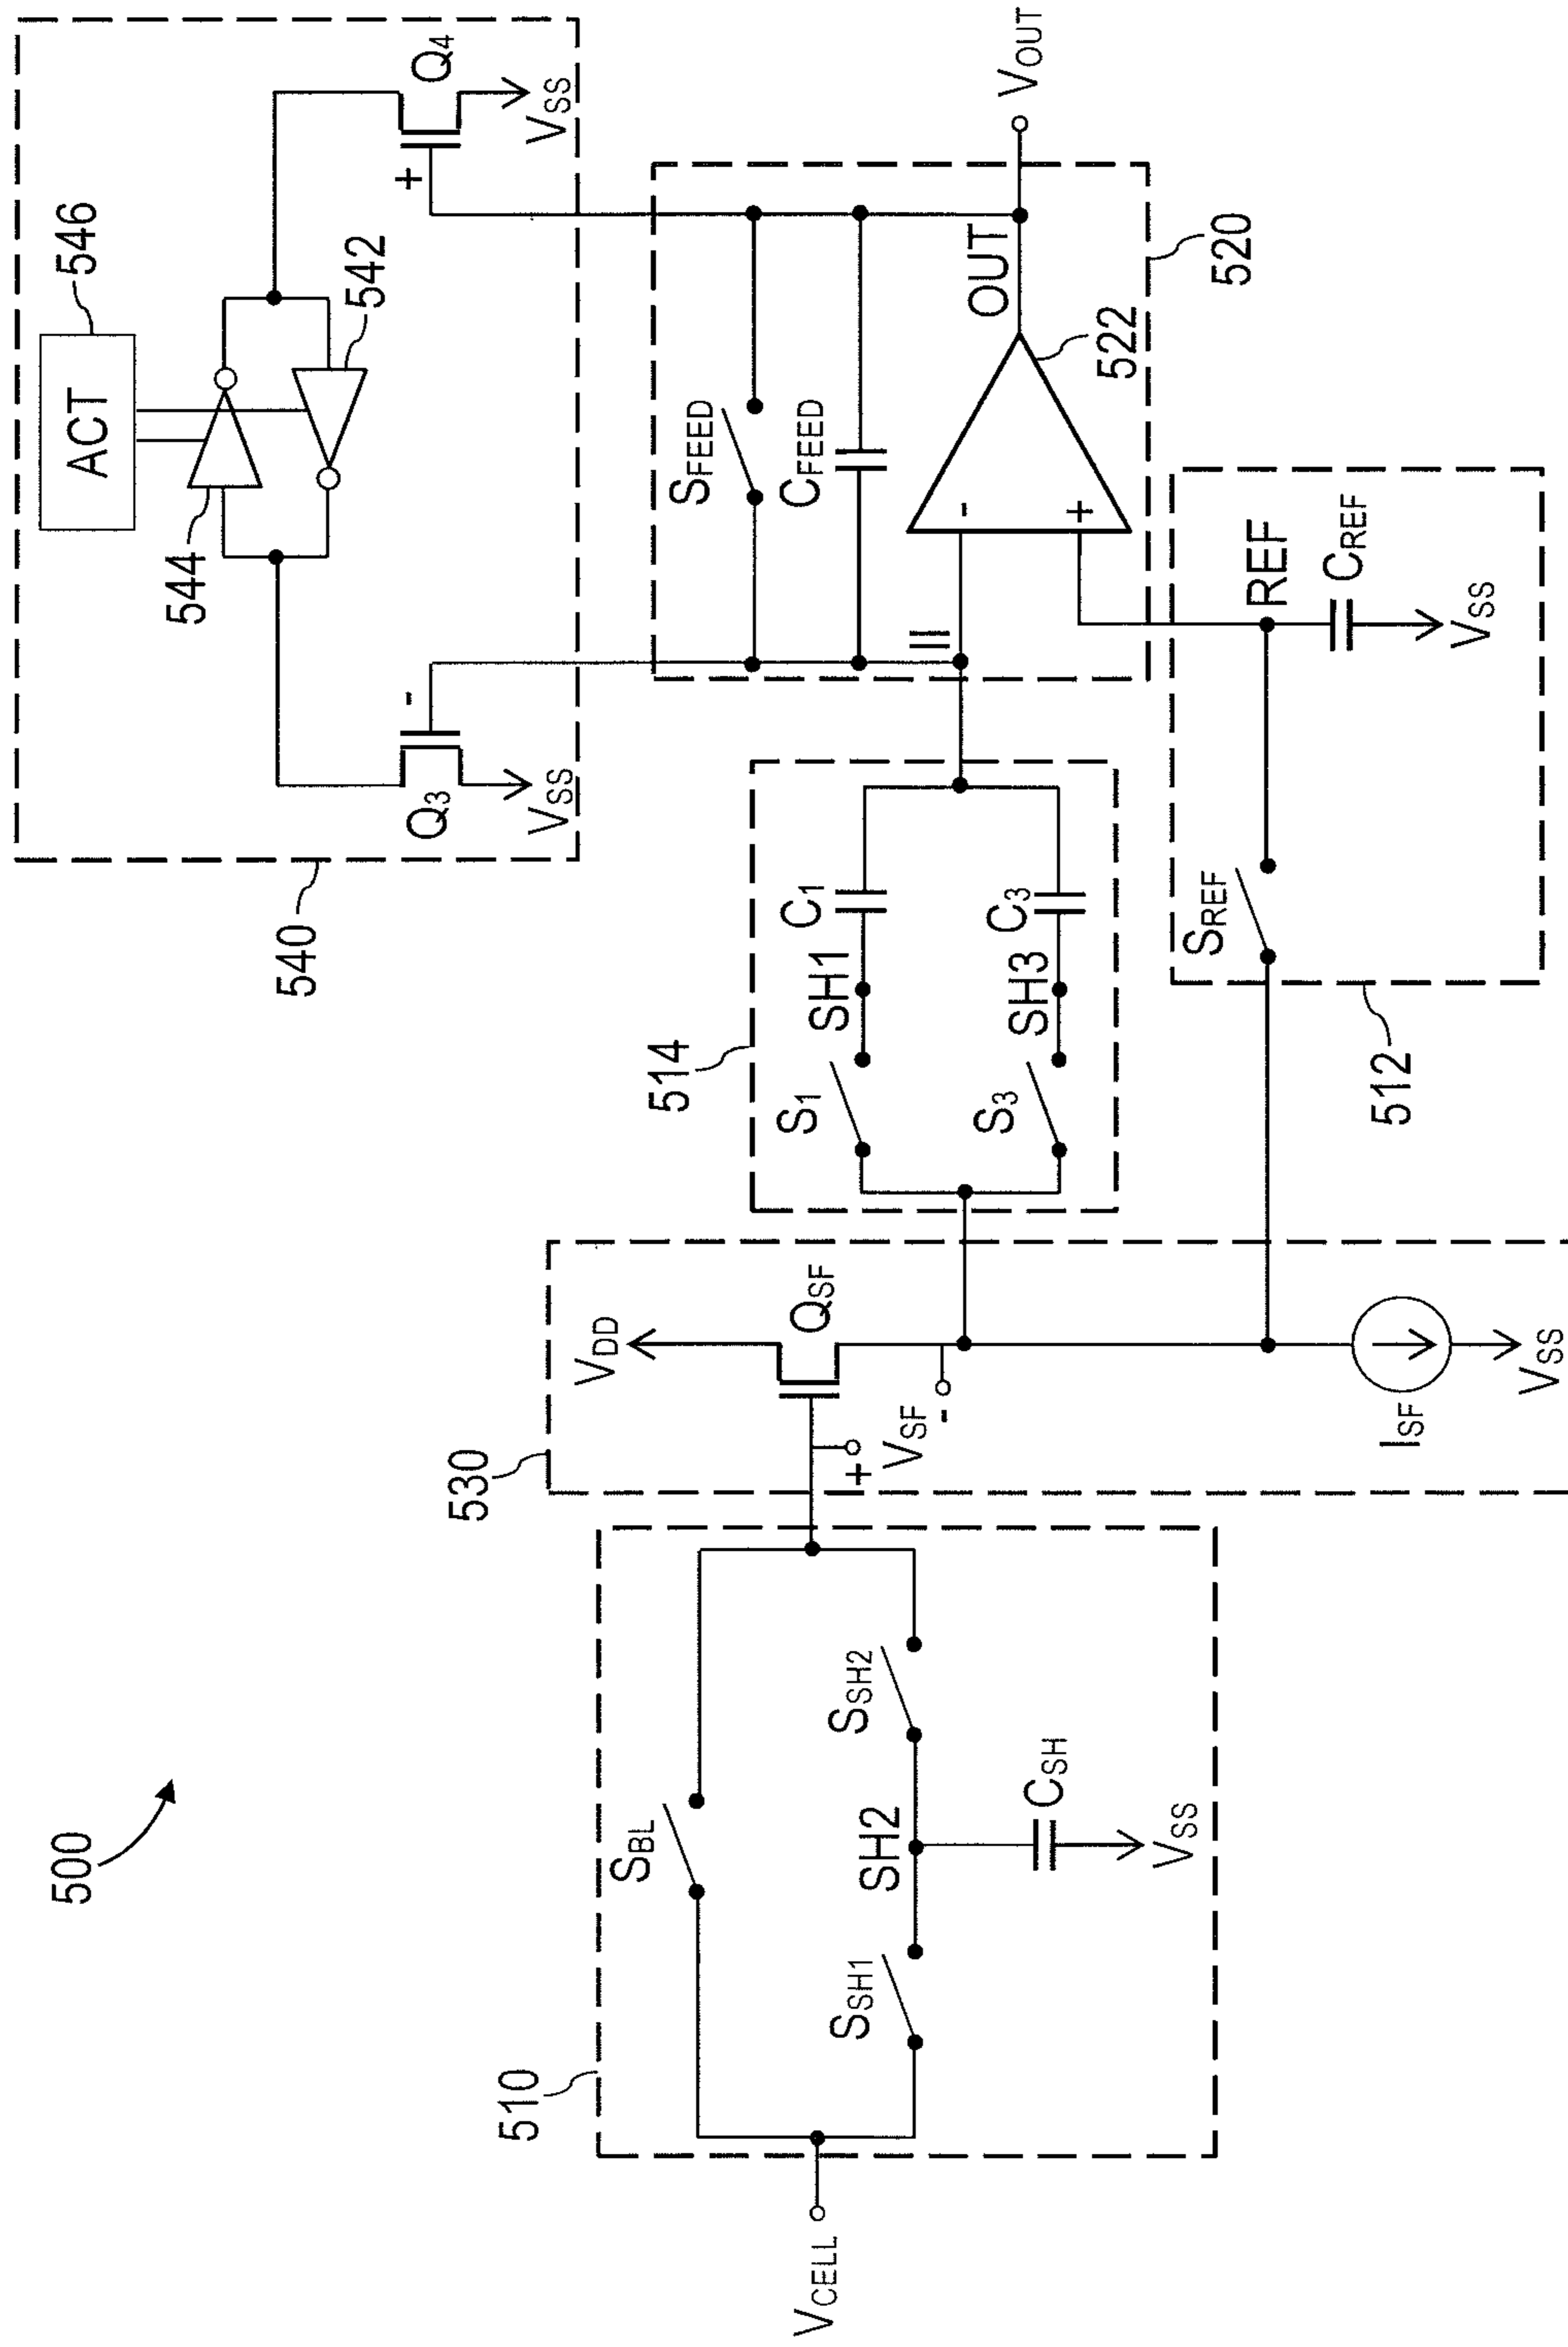 500
540
ACT
546
544
542
Q3
-
VSS
+
Q4
VSS
514
S1
SH1
C1
S3
SH3
C3
SFEED
CFEED
II
-
+
OUT
522
520
VOUT
530
VDD
QSF
+
VSF
-
ISF
VSS
510
VCELL
SBL
SSH1
SH2
SSH2
CSH
VSS
512
SREF
REF
CREF
VSS